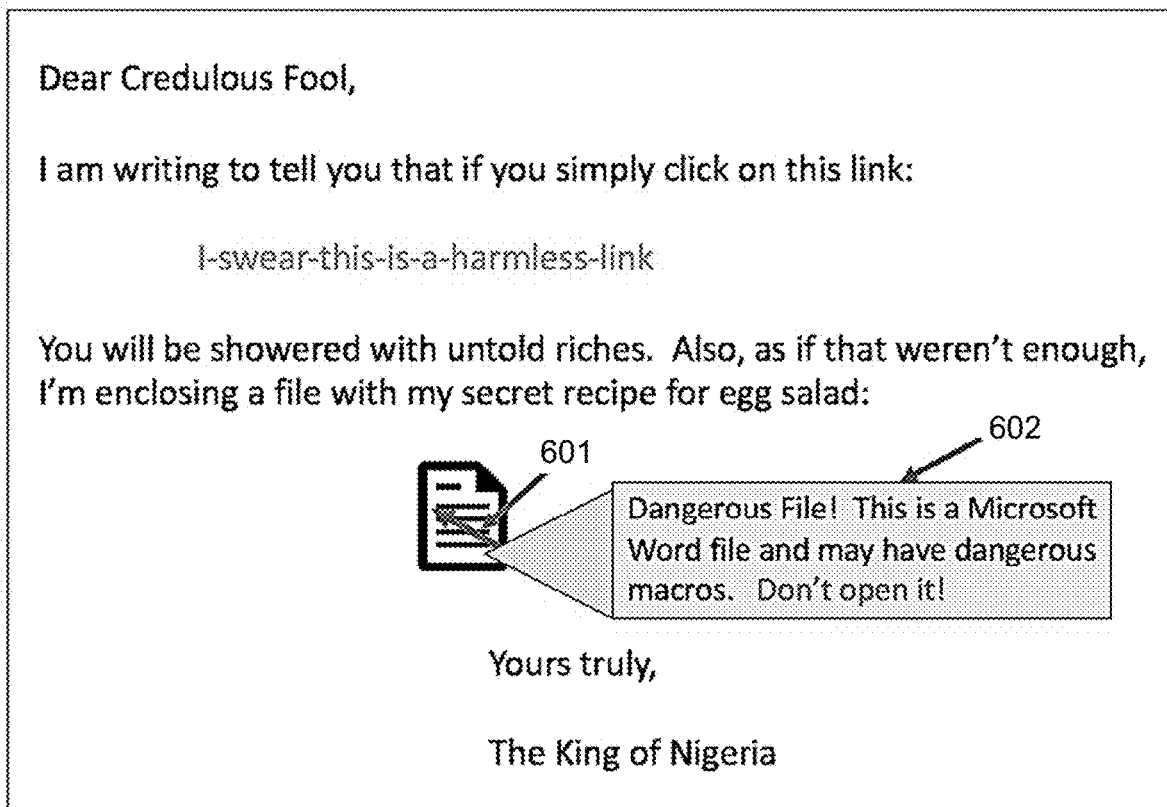 Dear Credulous Fool,
I am writing to tell you that if you simply click on this link:
I-swear-this-is-a-harmless-link
You will be showered with untold riches.  Also, as if that weren't enough,
I'm enclosing a file with my secret recipe for egg salad:
601
602
Dangerous File!  This is a Microsoft
Word file and may have dangerous
macros.   Don't open it!
Yours truly,
The King of Nigeria